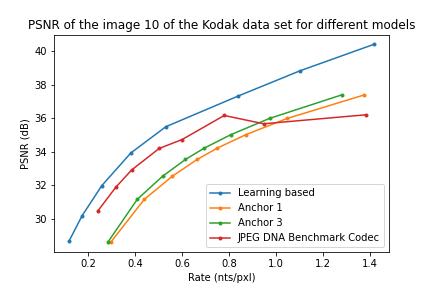 PSNR of the image 10 of the Kodak data set for different models
PSNR (dB)
40
38
36
34
32
30
Learning based
Anchor 1
Anchor 3
JPEG DNA Benchmark Codec
0.2 0.4 0.6 0.8 1.0 1.2 1.4
Rate (nts/pxl)